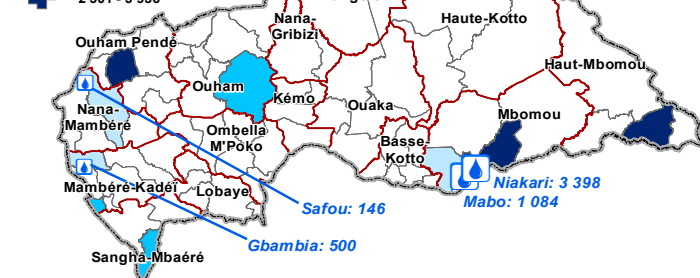 Nana-
Gribizi
Haute-Kotto
Ouham Pendé
Haut-Mbomou
Ouham
Kémo
Ouaka
Mbomou
Nana-
Mambéré
Ombella
M'Poko
Basse-
Kotto
Mambéré-Kadéï
Lobaye
Niakari: 3 398
Mabo: 1 084
Safou: 146
Gbambia: 500
Sangha-Mbaéré